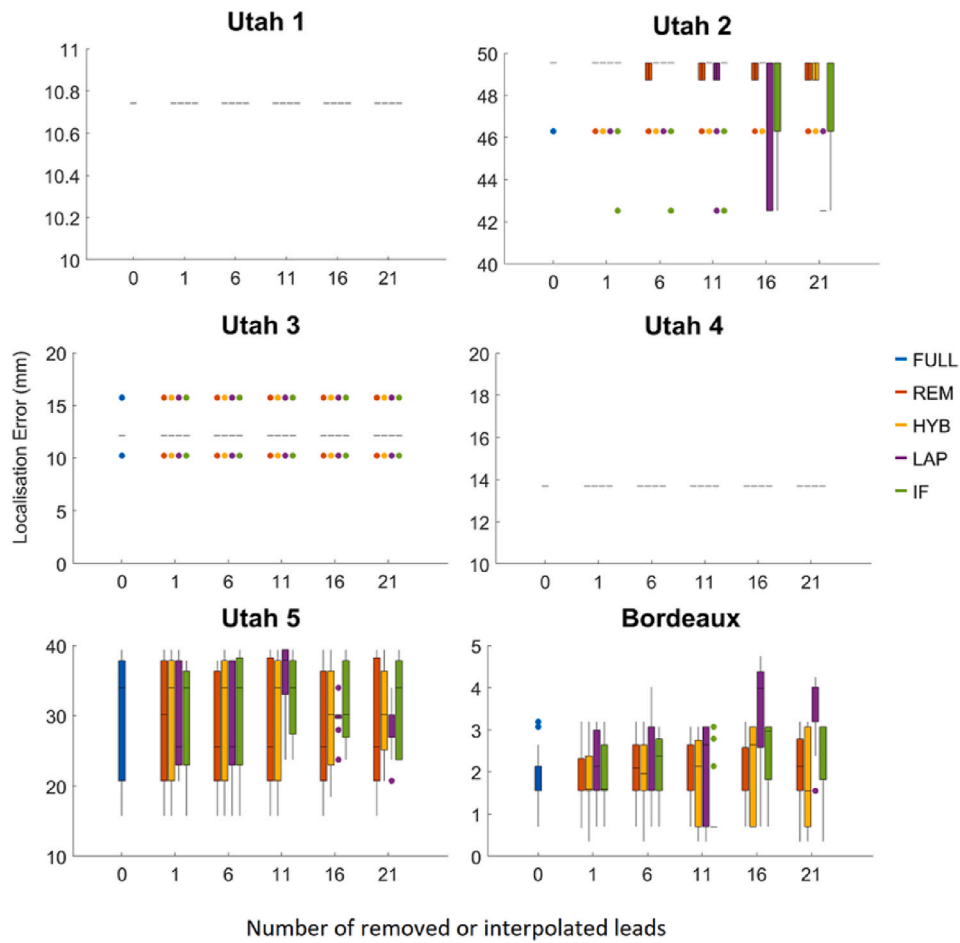 Utah 1
11
10.8
10.6
10.4
10.2
10
0 1 6 11 16 21
Utah 2
50
48
46
44
42
40
0 1 6 11 16 21
Localisation Error (mm)
Utah 3
20
15
10
5
0
0 1 6 11 16 21
Utah 4
20
18
16
14
12
10
0 1 6 11 16 21
FULL
REM
HYB
LAP
IF
Utah 5
40
30
20
10
0 1 6 11 16 21
Bordeaux
5
4
3
2
1
0
0 1 6 11 16 21
Number of removed or interpolated leads